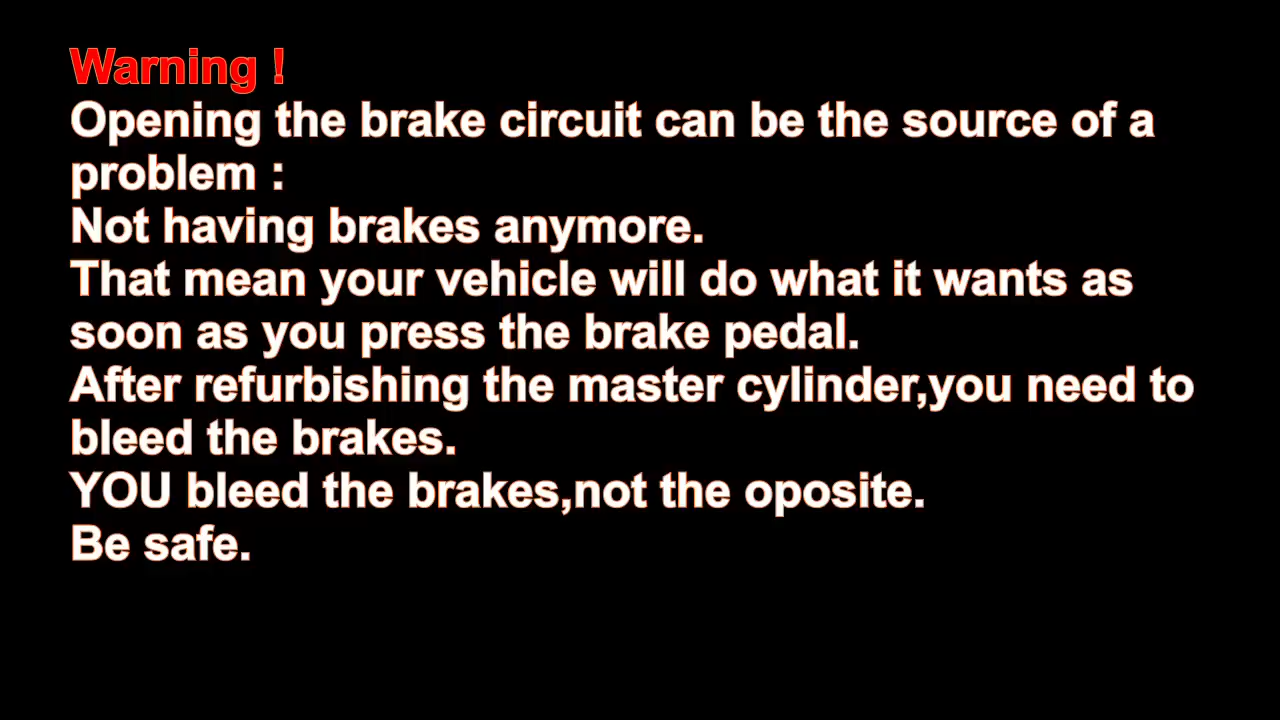 Warning !
Opening the brake circuit can be the source of a
problem :
Not having brakes anymore.
That mean your vehicle will do what it wants as
soon as you press the brake pedal.
After refurbishing the master cylinder,you need to
bleed the brakes.
YOU bleed the brakes,not the oposite.
Be safe.